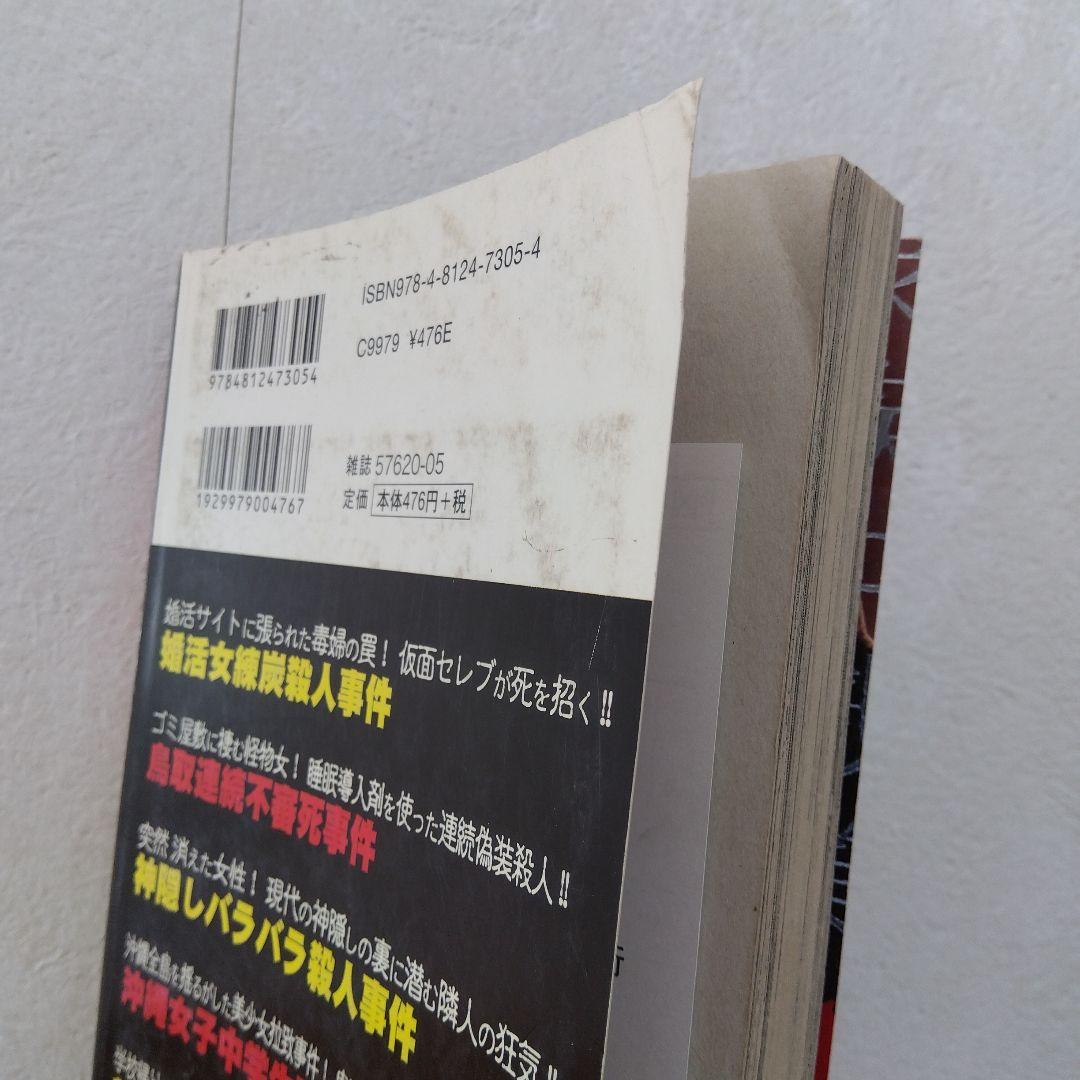 ISBN978-4-8124-7305-4
C9979 ¥476E
9784812473054
雑誌 57620-05
定価 本体476円+税
1929979004767
婚活サイトに張られた毒婦の罠! 仮面セレブが死を招く!!
婚活女練炭殺人事件
ゴミ屋敷に棲む怪物女! 睡眠導入剤を使った連続偽装殺人!!
鳥取連続不審死事件
突然 消えた女性! 現代の神隠しの裏に潜む隣人の狂気!!
神隠しバラバラ殺人事件
沖縄全島を揺るがした美少女拉致事件!
沖縄女子中学生
行